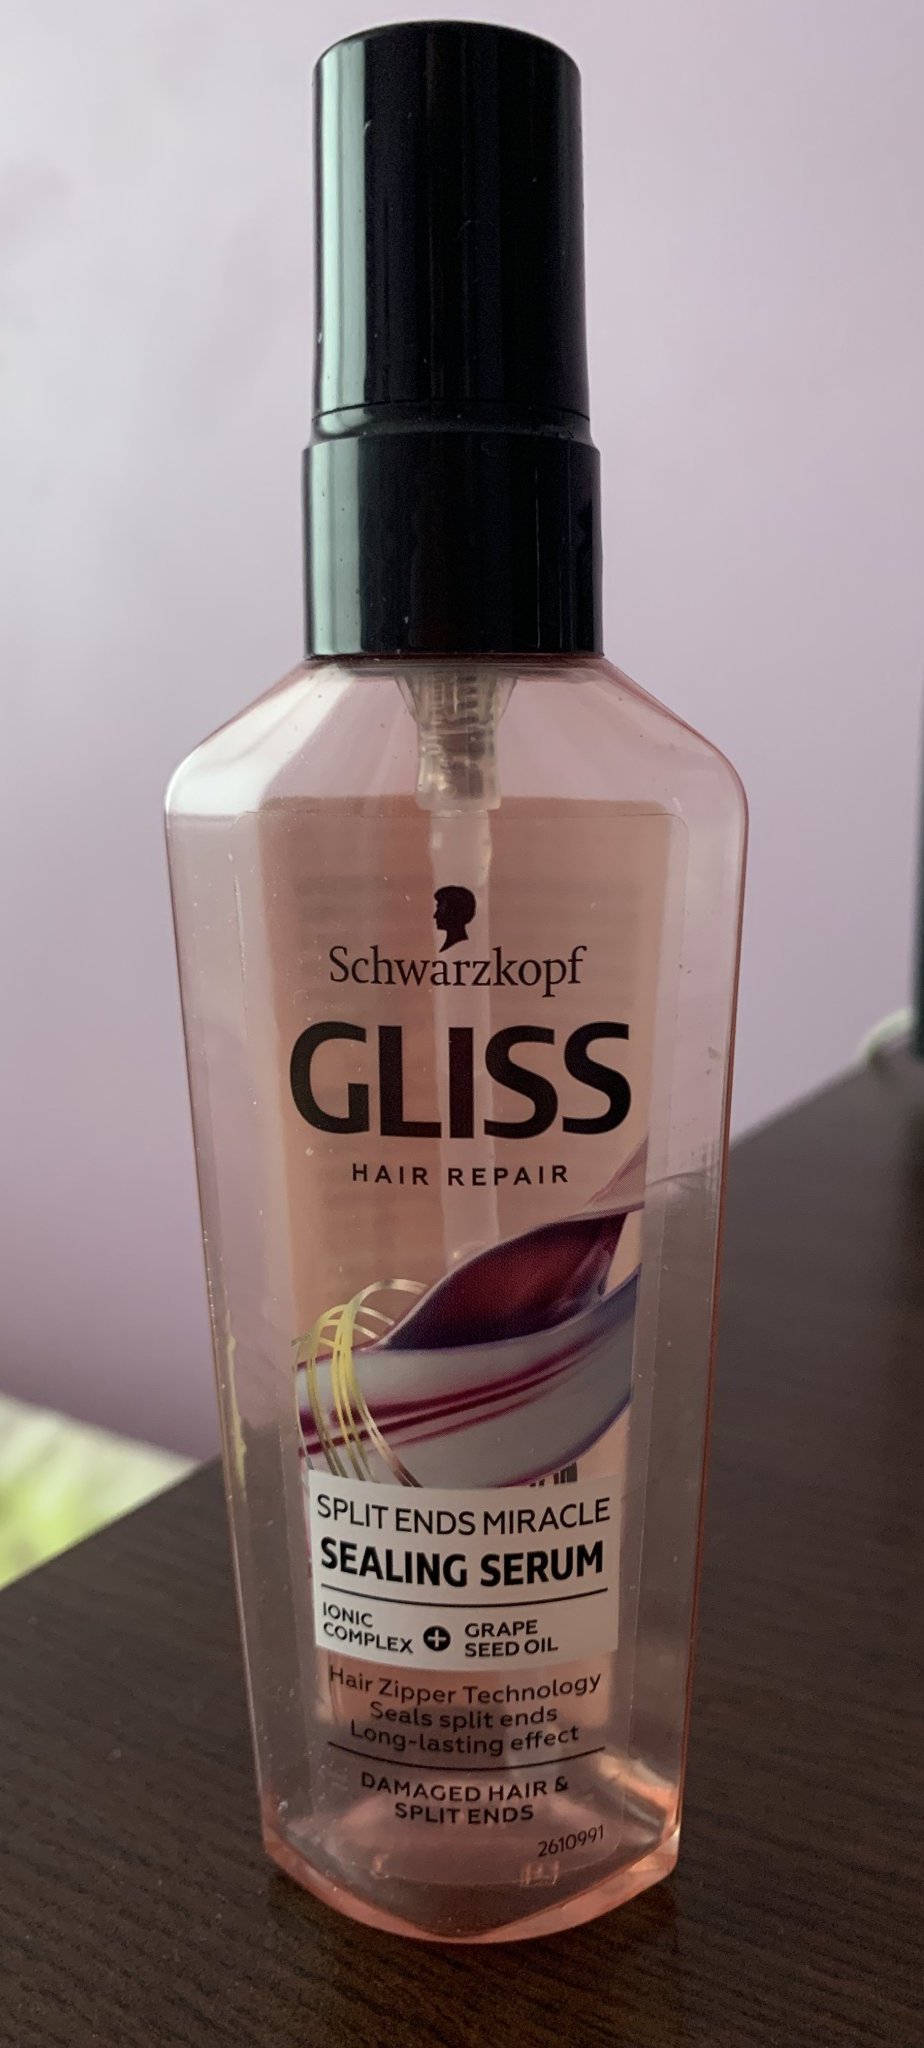 Schwarzkopf
GLISS
HAIR REPAIR
SPLIT ENDS MIRACLE
SEALING SERUM
IONIC
COMPLEX + GRAPE
SEED OIL
Hair Zipper Technology
Seals split ends
Long-lasting effect
DAMAGED HAIR &
SPLIT ENDS
2610991